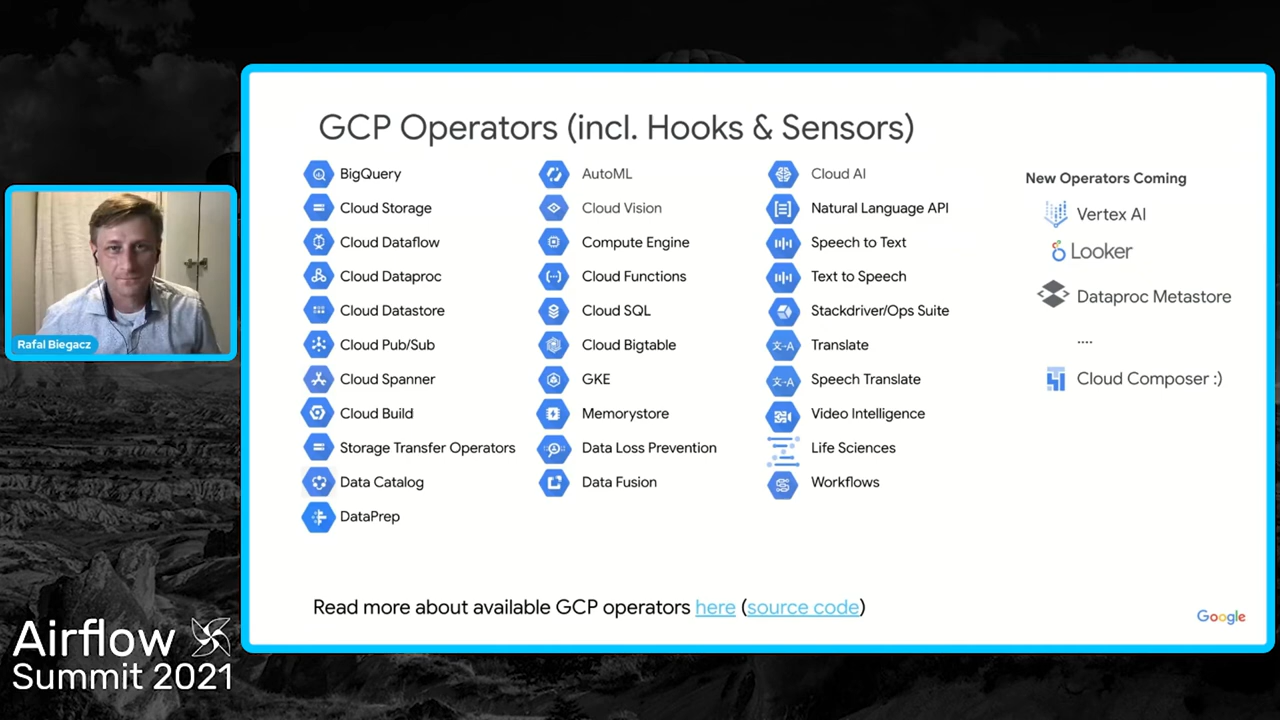 GCP Operators (incl. Hooks & Sensors)
BigQuery
Cloud Storage
Cloud Dataflow
Cloud Dataproc
Cloud Datastore
Cloud Pub/Sub
Cloud Spanner
Cloud Build
Storage Transfer Operators
Data Catalog
DataPrep
AutoML
Cloud Vision
Compute Engine
Cloud Functions
Cloud SQL
Cloud Bigtable
GKE
Memorystore
Data Loss Prevention
Data Fusion
Cloud AI
Natural Language API
Speech to Text
Text to Speech
Stackdriver/Ops Suite
Translate
Speech Translate
Video Intelligence
Life Sciences
Workflows
New Operators Coming
Vertex AI
Looker
Dataproc Metastore
....
Cloud Composer :)
Read more about available GCP operators here (source code)
Google
Rafal Biegacz
Airflow
Summit 2021